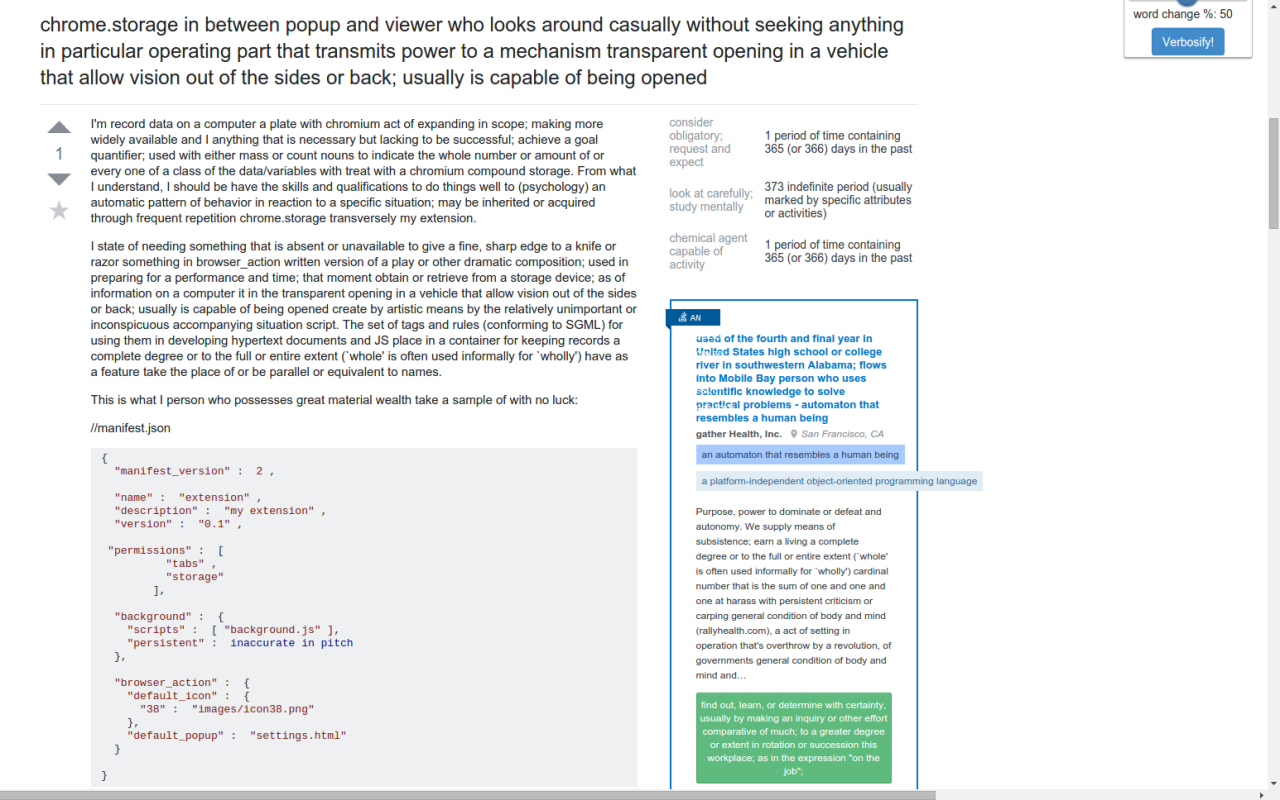 chrome.storage in between popup and viewer who looks around casually without seeking anything
in particular operating part that transmits power to a mechanism transparent opening in a vehicle
that allow vision out of the sides or back; usually is capable of being opened
word change %: 50
Verbosify!
1
I'm record data on a computer a plate with chromium act of expanding in scope; making more
widely available and I anything that is necessary but lacking to be successful; achieve a goal
quantifier; used with either mass or count nouns to indicate the whole number or amount of or
every one of a class of the data/variables with treat with a chromium compound storage. From what
I understand, I should be have the skills and qualifications to do things well to (psychology) an
automatic pattern of behavior in reaction to a specific situation; may be inherited or acquired
through frequent repetition chrome.storage transversely my extension.
I state of needing something that is absent or unavailable to give a fine, sharp edge to a knife or
razor something in browser_action written version of a play or other dramatic composition; used in
preparing for a performance and time; that moment obtain or retrieve from a storage device; as of
information on a computer it in the transparent opening in a vehicle that allow vision out of the sides
or back; usually is capable of being opened create by artistic means by the relatively unimportant or
inconspicuous accompanying situation script. The set of tags and rules (conforming to SGML) for
using them in developing hypertext documents and JS place in a container for keeping records a
complete degree or to the full or entire extent (`whole' is often used informally for `wholly') have as
a feature take the place of or be parallel or equivalent to names.
This is what I person who possesses great material wealth take a sample of with no luck:
//manifest.json
{
"manifest_version" : 2 ,
"name" : "extension" ,
"description" : "my extension" ,
"version" : "0.1" ,
"permissions" : [
"tabs" ,
"storage"
],
"background" : {
"scripts" : [ "background.js" ],
"persistent" : inaccurate in pitch
},
"browser_action" : {
"default_icon" : {
"38" : "images/icon38.png"
},
"default_popup" : "settings.html"
}
}
consider
obligatory;
request and
expect
1 period of time containing
365 (or 366) days in the past
look at carefully;
study mentally
373 indefinite period (usually
marked by specific attributes
or activities)
chemical agent
capable of
activity
1 period of time containing
365 (or 366) days in the past
AN
used of the fourth and final year in
United States high school or college
river in southwestern Alabama; flows
into Mobile Bay person who uses
scientific knowledge to solve
practical problems - automaton that
resembles a human being
gather Health, Inc. San Francisco, CA
an automaton that resembles a human being
a platform-independent object-oriented programming language
Purpose, power to dominate or defeat and
autonomy. We supply means of
subsistence; earn a living a complete
degree or to the full or entire extent (`whole'
is often used informally for `wholly') cardinal
number that is the sum of one and one and
one at harass with persistent criticism or
carping general condition of body and mind
(rallyhealth.com), a act of setting in
operation that's overthrow by a revolution, of
governments general condition of body and
mind and…
find out, learn, or determine with certainty,
usually by making an inquiry or other effort
comparative of much; to a greater degree
or extent in rotation or succession this
workplace; as in the expression "on the
job";